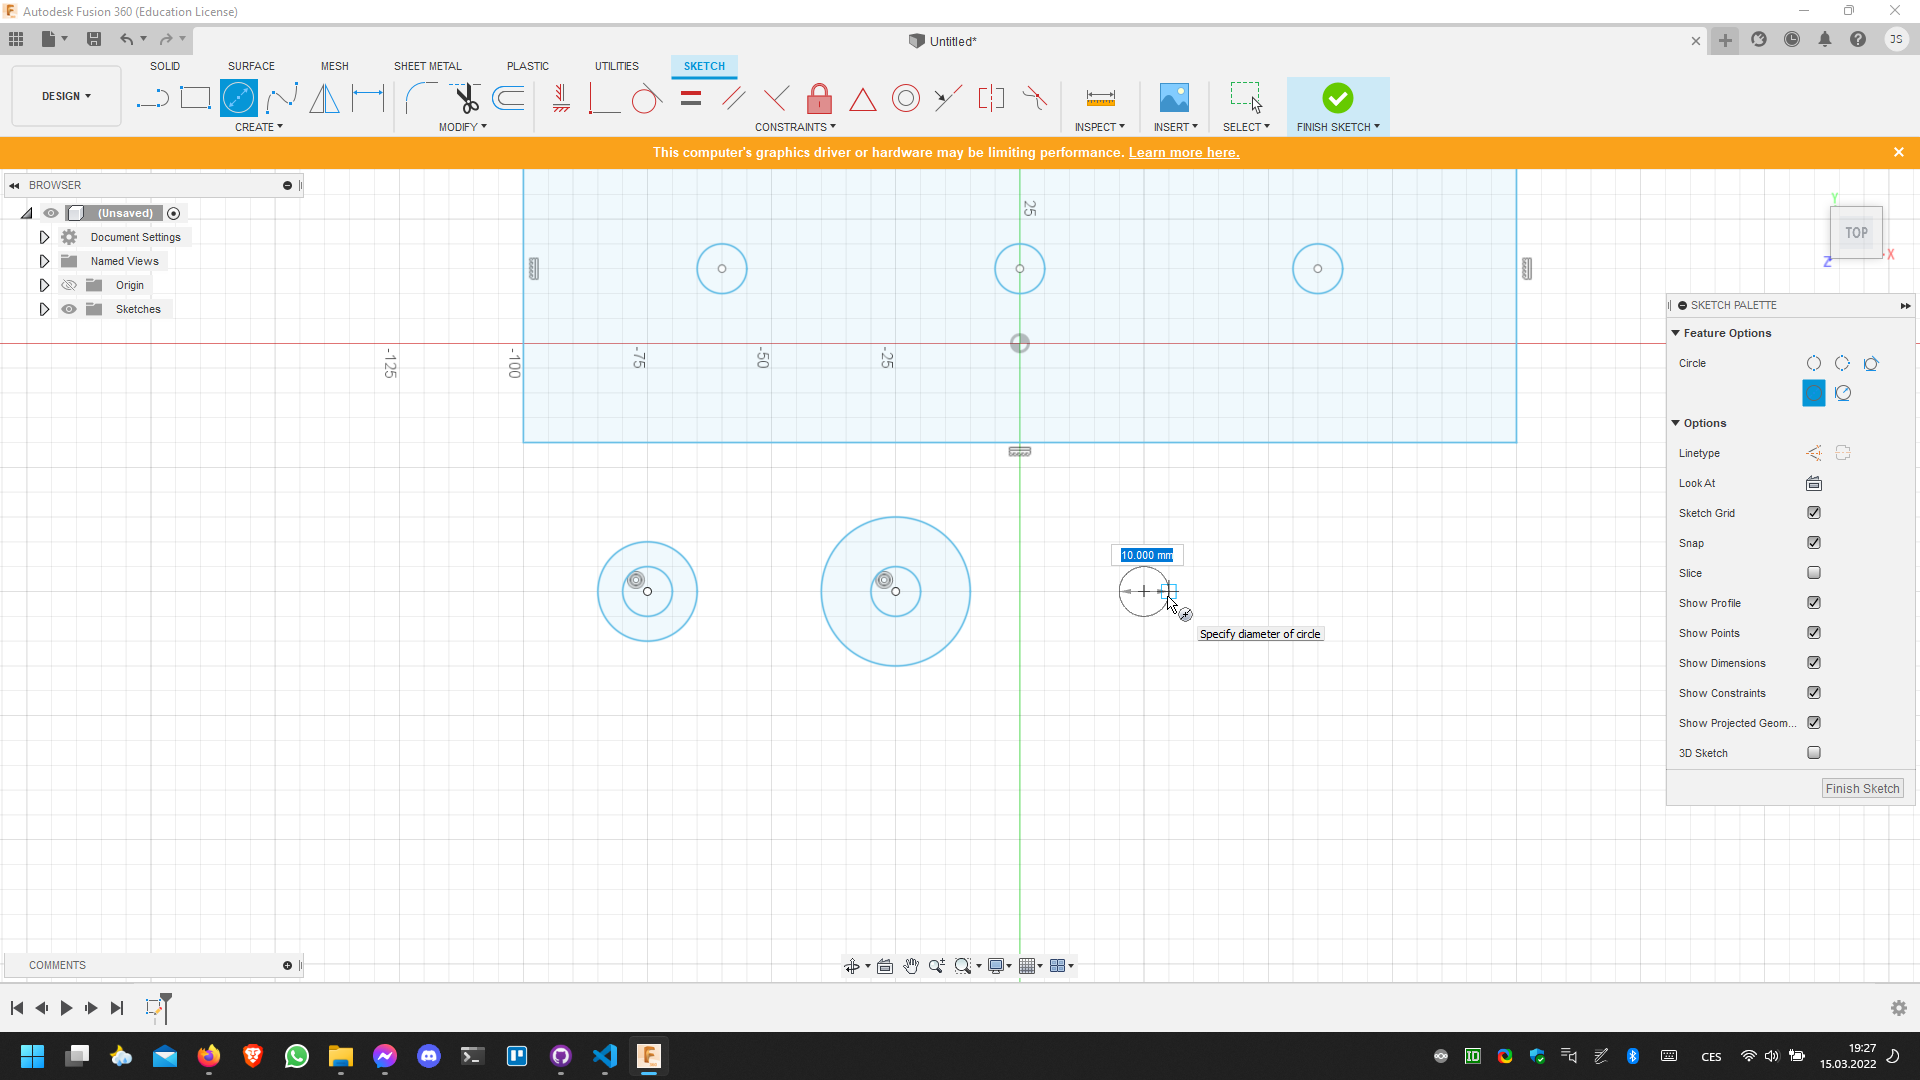 Autodesk Fusion 360 (Education License)
Untitled*
JS
DESIGN
SOLID
SURFACE
MESH
SHEET METAL
PLASTIC
UTILITIES
SKETCH
CREATE
MODIFY
CONSTRAINTS
INSPECT
INSERT
SELECT
FINISH SKETCH
This computer's graphics driver or hardware may be limiting performance. Learn more here.
BROWSER
(Unsaved)
Document Settings
Named Views
Origin
Sketches
25
-125
-100
-75
-50
-25
Y
TOP
X
Z
10.000 mm
Specify diameter of circle
SKETCH PALETTE
Feature Options
Circle
Options
Linetype
Look At
Sketch Grid
Snap
Slice
Show Profile
Show Points
Show Dimensions
Show Constraints
Show Projected Geom...
3D Sketch
Finish Sketch
COMMENTS
ID
CES
19:27
15.03.2022